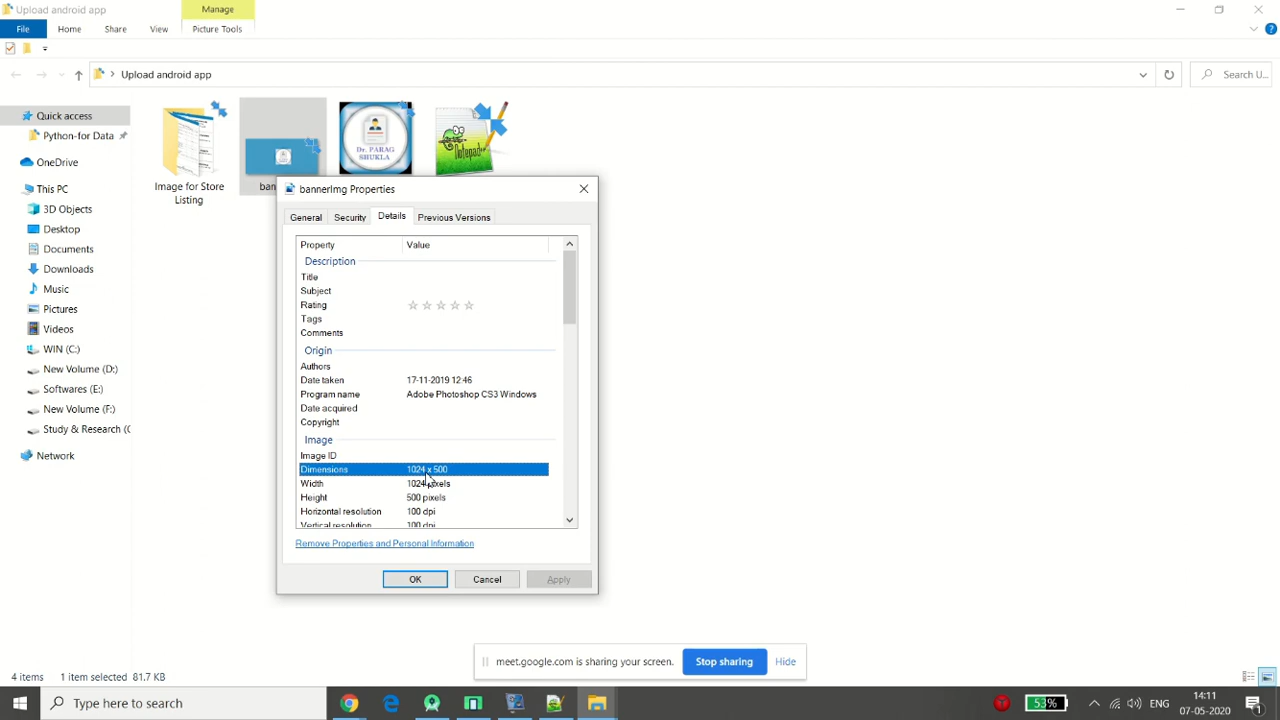 Upload android app
Manage
File
Home
Share
View
Picture Tools
Upload android app
Search U...
Quick access
Python-for Data
OneDrive
This PC
3D Objects
Desktop
Documents
Downloads
Music
Pictures
Videos
WIN (C:)
New Volume (D:)
Softwares (E:)
New Volume (F:)
Study & Research (G
Network
Image for Store
Listing
ban
Dr. PARAG
SHUKLA
Notepad++
bannerImg Properties
General
Security
Details
Previous Versions
Property Value
Description
Title
Subject
Rating
Tags
Comments
Origin
Authors
Date taken 17-11-2019 12:46
Program name Adobe Photoshop CS3 Windows
Date acquired
Copyright
Image
Image ID
Dimensions 1024 x 500
Width 1024 pixels
Height 500 pixels
Horizontal resolution 100 dpi
Vertical resolution 100 dpi
Remove Properties and Personal Information
OK
Cancel
Apply
meet.google.com is sharing your screen.
Stop sharing
Hide
4 items
1 item selected 81.7 KB
Type here to search
53%
ENG
14:11
07-05-2020
1